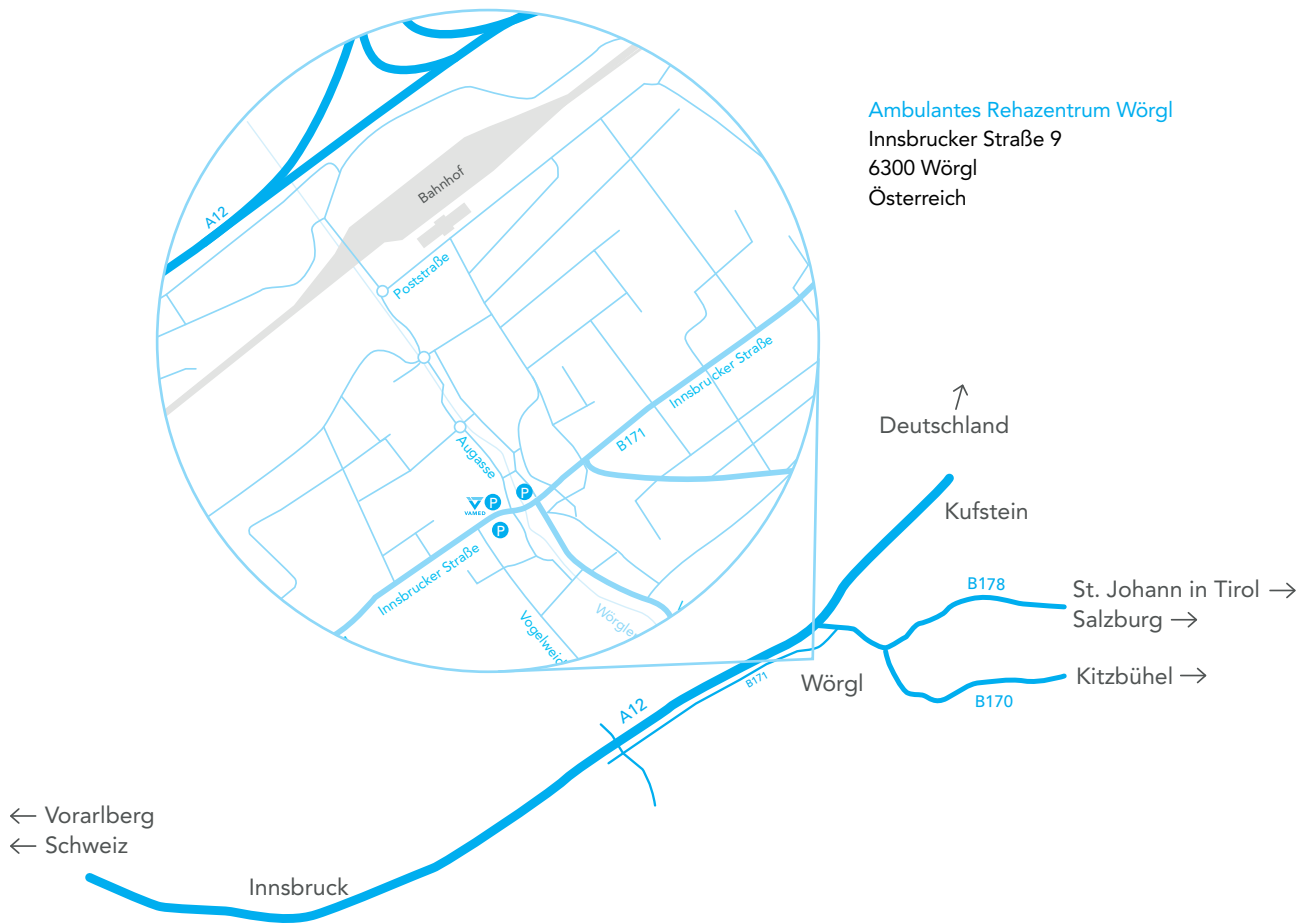 Ambulantes Rehazentrum Wörgl
Innsbrucker Straße 9
6300 Wörgl
Österreich
Bahnhof
A12
Poststraße
Innsbrucker Straße
B171
Augasse
P
P
VAMED
P
Innsbrucker Straße
Vogelweid
Wörgle
↑
Deutschland
Kufstein
B178
St. Johann in Tirol →
Salzburg →
B171
Wörgl
Kitzbühel →
B170
A12
← Vorarlberg
← Schweiz
Innsbruck